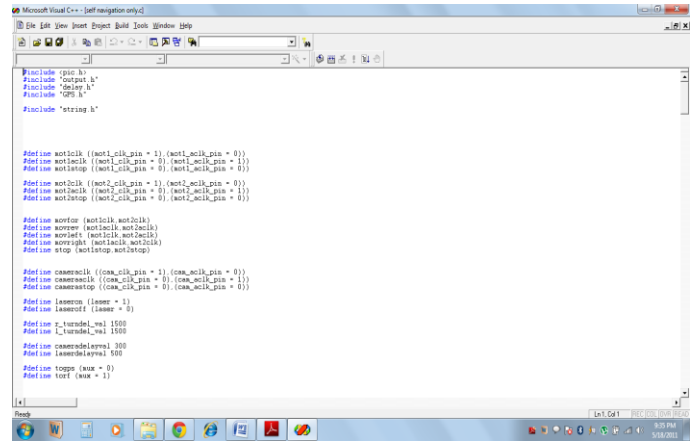 Microsoft Visual C++ - [self navigation only.c]
File Edit View Insert Project Build Tools Window Help
#include <pic.h>
#include "output.h"
#include "delay.h"
#include "GPS.h"
#include "string.h"
#define mot1clk ((mot1_clk_pin = 1),(mot1_aclk_pin = 0))
#define mot1aclk ((mot1_clk_pin = 0),(mot1_aclk_pin = 1))
#define mot1stop ((mot1_clk_pin = 0),(mot1_aclk_pin = 0))
#define mot2clk ((mot2_clk_pin = 1),(mot2_aclk_pin = 0))
#define mot2aclk ((mot2_clk_pin = 0),(mot2_aclk_pin = 1))
#define mot2stop ((mot2_clk_pin = 0),(mot2_aclk_pin = 0))
#define movfor (mot1clk,mot2clk)
#define movrev (mot1aclk,mot2aclk)
#define movleft (mot1clk,mot2aclk)
#define movright (mot1aclk,mot2clk)
#define stop (mot1stop,mot2stop)
#define cameraclk ((cam_clk_pin = 1),(cam_aclk_pin = 0))
#define cameraaclk ((cam_clk_pin = 0),(cam_aclk_pin = 1))
#define camerastop ((cam_clk_pin = 0),(cam_aclk_pin = 0))
#define laseron (laser = 1)
#define laseroff (laser = 0)
#define r_turndel_val 1500
#define l_turndel_val 1500
#define cameradelayval 300
#define laserdelayval 500
#define togps (mux = 0)
#define torf (mux = 1)
Ready
Ln 1, Col 1 REC COL OVR READ
9:35 PM
5/18/2011